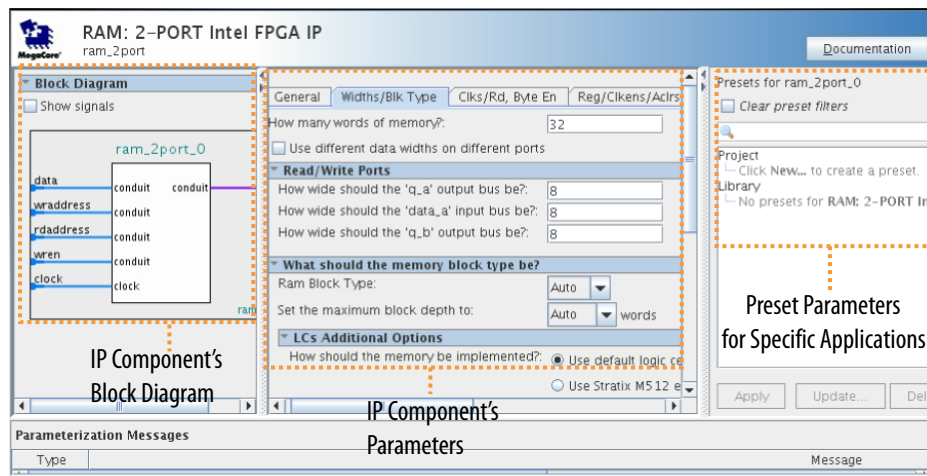 RAM: 2-PORT Intel FPGA IP
ram_2port
MegaCore'
Documentation
Block Diagram
Show signals
ram_2port_0
data
conduit
conduit
wraddress
conduit
rdaddress
conduit
wren
conduit
clock
clock
ram
IP Component's
Block Diagram
General
Widths/Blk Type
Clks/Rd, Byte En
Reg/Clkens/Aclrs
How many words of memory?:
32
Use different data widths on different ports
Read/Write Ports
How wide should the 'q_a' output bus be?:
8
How wide should the 'data_a' input bus be?:
8
How wide should the 'q_b' output bus be?:
8
What should the memory block type be?
Ram Block Type:
Auto
Set the maximum block depth to:
Auto
words
LCs Additional Options
How should the memory be implemented?:
Use default logic ce
Use Stratix M512 e
IP Component's
Parameters
Presets for ram_2port_0
Clear preset filters
Project
Click New... to create a preset.
Library
No presets for RAM: 2-PORT In
Preset Parameters
for Specific Applications
Apply
Update...
Del
Parameterization Messages
Type
Message